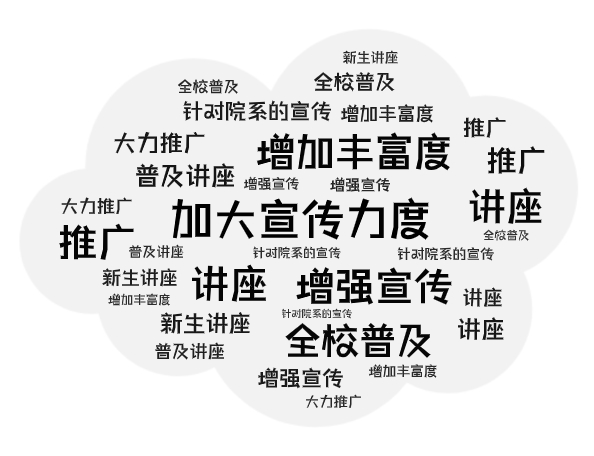 新生讲座
全校普及
全校普及
针对院系的宣传
增加丰富度
推广
大力推广
增加丰富度
推广
普及讲座
增强宣传
增强宣传
大力推广
加大宣传力度
讲座
推广
全校普及
普及讲座
针对院系的宣传
针对院系的宣传
新生讲座
讲座
增强宣传
讲座
增加丰富度
针对院系的宣传
新生讲座
全校普及
讲座
普及讲座
增强宣传
增加丰富度
大力推广